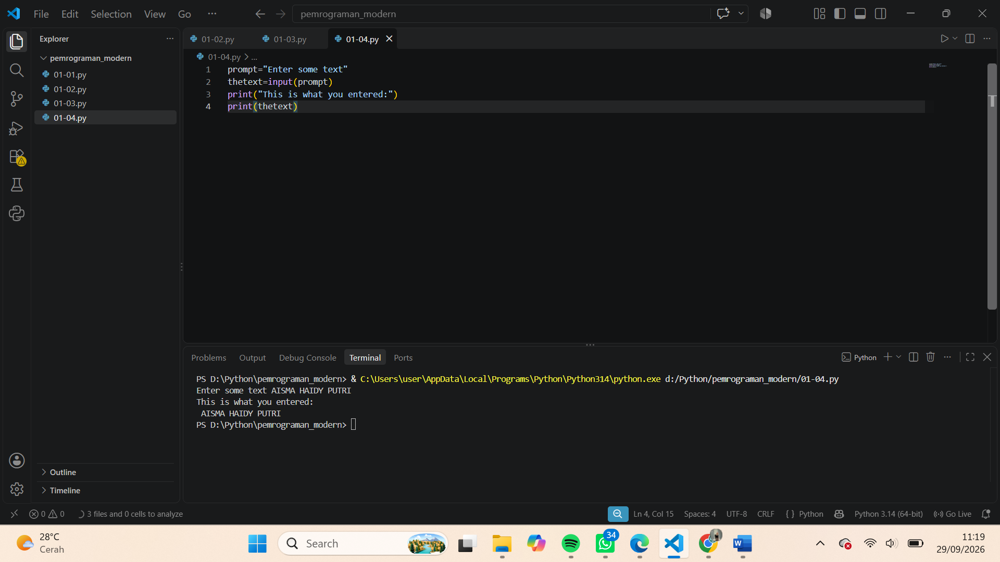 File Edit Selection View Go ... pemrograman_modern
Explorer ...
pemrograman_modern
01-01.py
01-02.py
01-03.py
01-04.py
Outline
Timeline
01-02.py 01-03.py 01-04.py
01-04.py > ...
1 prompt="Enter some text"
2 thetext=input(prompt)
3 print("This is what you entered:")
4 print(thetext)
Problems Output Debug Console Terminal Ports Python
PS D:\Python\pemrograman_modern> & C:\Users\user\AppData\Local\Programs\Python\Python314\python.exe d:/Python/pemrograman_modern/01-04.py
Enter some text AISMA HAIDY PUTRI
This is what you entered:
 AISMA HAIDY PUTRI
PS D:\Python\pemrograman_modern>
0 0 3 files and 0 cells to analyze Ln 4, Col 15 Spaces: 4 UTF-8 CRLF { } Python Python 3.14 (64-bit) Go Live
28°C
Cerah
Search
34
11:19
29/09/2026